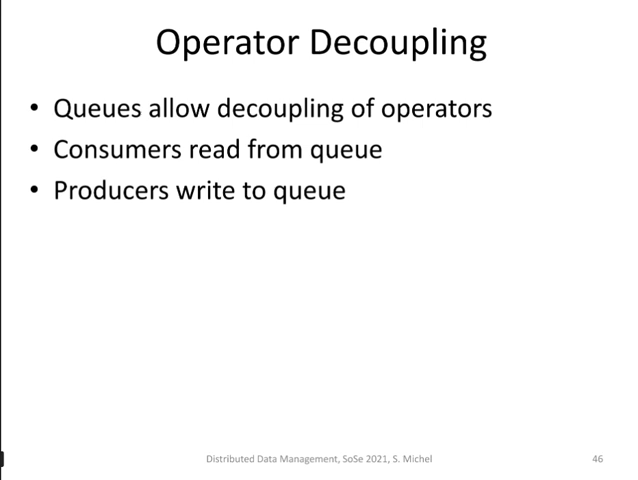 Operator Decoupling
• Queues allow decoupling of operators
• Consumers read from queue
• Producers write to queue
Distributed Data Management, SoSe 2021, S. Michel
46